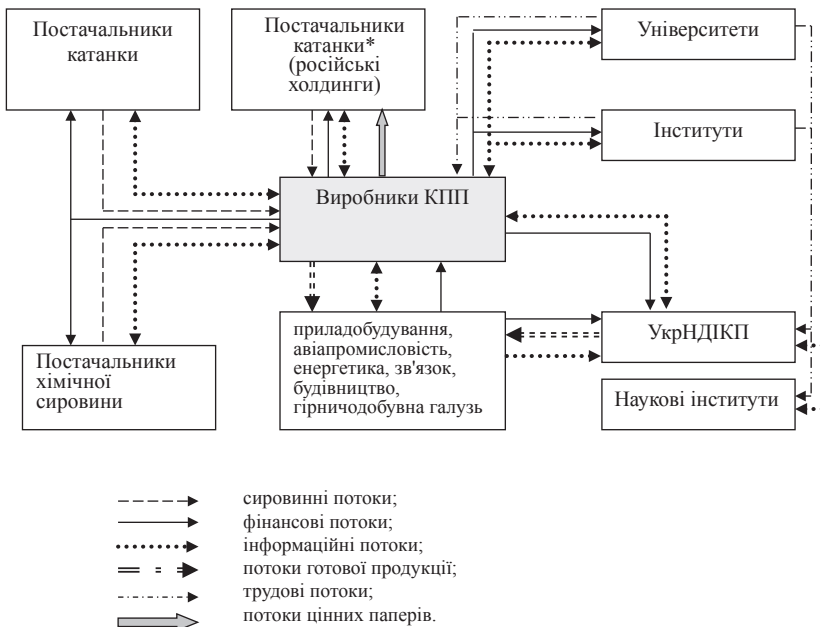 Постачальники
катанки
Постачальники
катанки*
(російські
холдинги)
Університети
Інститути
Виробники КПП
приладобудування,
авіапромисловість,
енергетика, зв'язок,
будівництво,
гірничодобувна галузь
УкрНДІКП
Постачальники
хімічної
сировини
Наукові інститути
сировинні потоки;
фінансові потоки;
інформаційні потоки;
потоки готової продукції;
трудові потоки;
потоки цінних паперів.